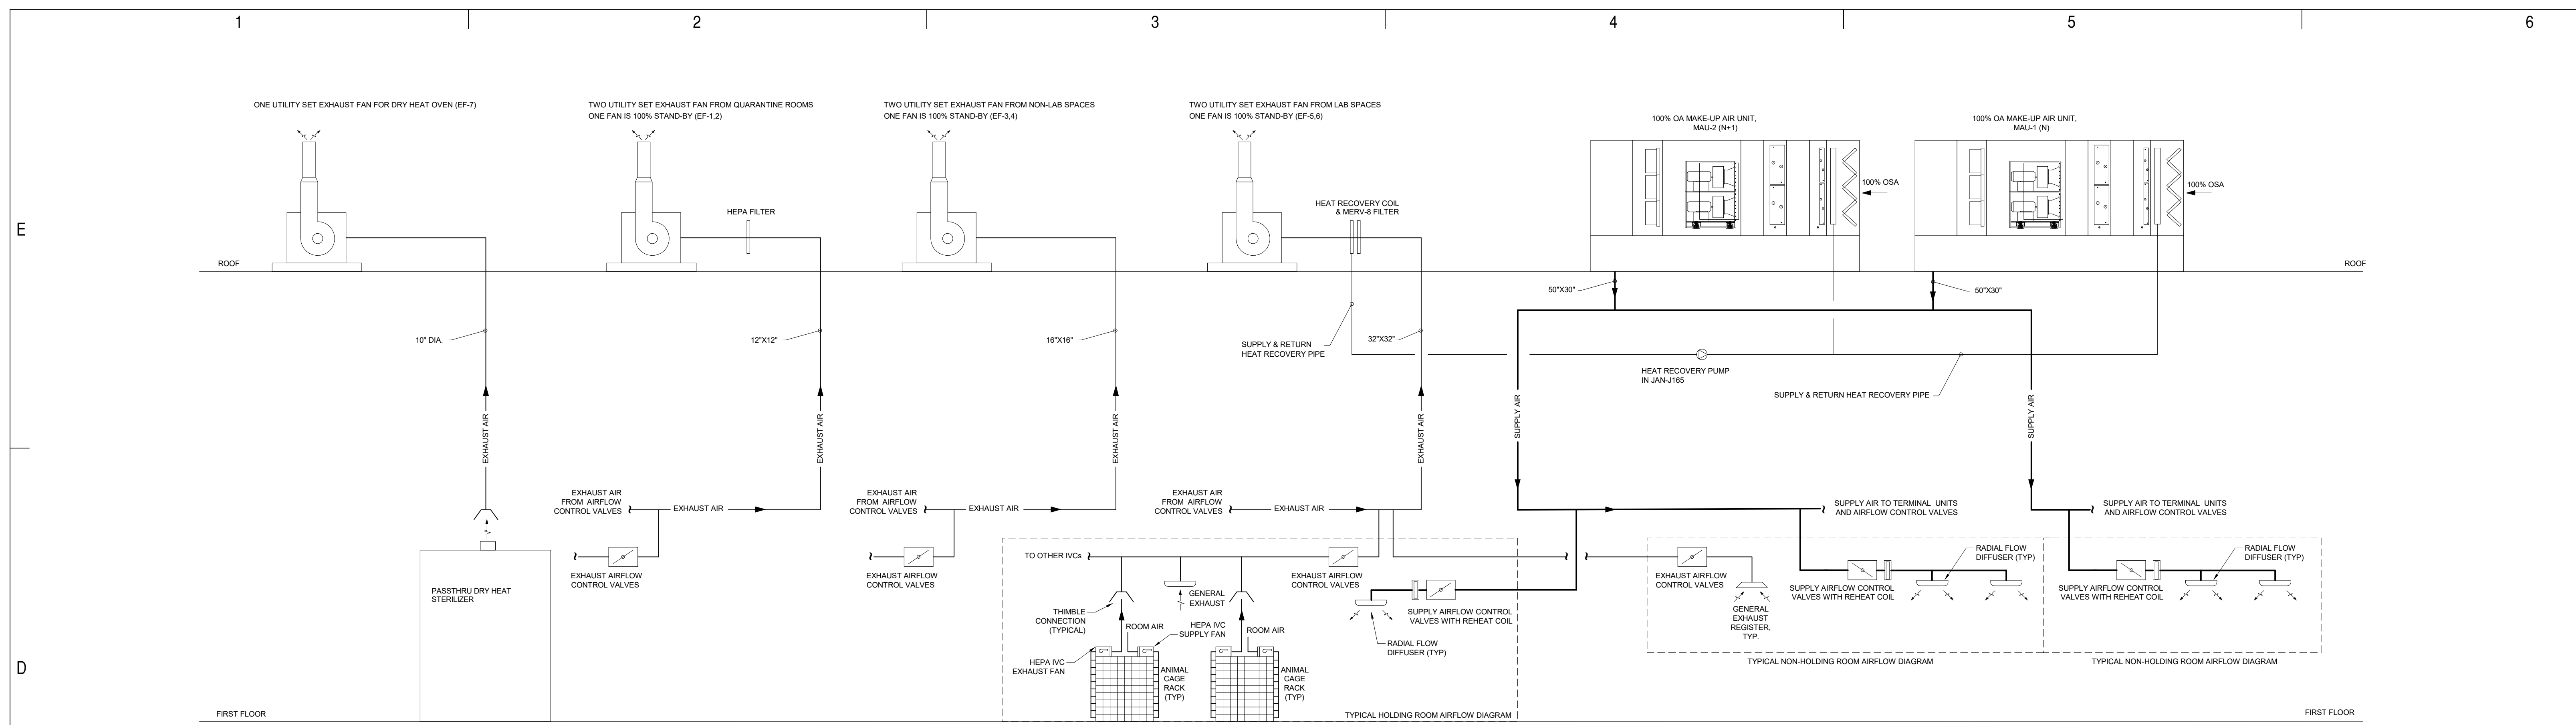 1
2
3
4
5
6
ONE UTILITY SET EXHAUST FAN FOR DRY HEAT OVEN (EF-7)
TWO UTILITY SET EXHAUST FAN FROM QUARANTINE ROOMS
ONE FAN IS 100% STAND-BY (EF-1,2)
TWO UTILITY SET EXHAUST FAN FROM NON-LAB SPACES
ONE FAN IS 100% STAND-BY (EF-3,4)
TWO UTILITY SET EXHAUST FAN FROM LAB SPACES
ONE FAN IS 100% STAND-BY (EF-5,6)
100% OA MAKE-UP AIR UNIT,
MAU-2 (N+1)
100% OA MAKE-UP AIR UNIT,
MAU-1 (N)
100% OSA
100% OSA
HEPA FILTER
HEAT RECOVERY COIL
& MERV-8 FILTER
E
ROOF
ROOF
50"X30"
50"X30"
10" DIA.
12"X12"
16"X16"
32"X32"
SUPPLY & RETURN
HEAT RECOVERY PIPE
HEAT RECOVERY PUMP
IN JAN-J165
SUPPLY & RETURN HEAT RECOVERY PIPE
EXHAUST AIR
EXHAUST AIR
EXHAUST AIR
EXHAUST AIR
SUPPLY AIR
SUPPLY AIR
EXHAUST AIR
FROM AIRFLOW
CONTROL VALVES
EXHAUST AIR
EXHAUST AIR
FROM AIRFLOW
CONTROL VALVES
EXHAUST AIR
EXHAUST AIR
FROM AIRFLOW
CONTROL VALVES
EXHAUST AIR
SUPPLY AIR TO TERMINAL UNITS
AND AIRFLOW CONTROL VALVES
SUPPLY AIR TO TERMINAL UNITS
AND AIRFLOW CONTROL VALVES
PASSTHRU DRY HEAT
STERILIZER
EXHAUST AIRFLOW
CONTROL VALVES
EXHAUST AIRFLOW
CONTROL VALVES
TO OTHER IVCs
EXHAUST AIRFLOW
CONTROL VALVES
GENERAL
EXHAUST
THIMBLE
CONNECTION
(TYPICAL)
ROOM AIR
HEPA IVC
SUPPLY FAN
ROOM AIR
HEPA IVC
EXHAUST FAN
ANIMAL
CAGE
RACK
(TYP)
ANIMAL
CAGE
RACK
(TYP)
SUPPLY AIRFLOW CONTROL
VALVES WITH REHEAT COIL
RADIAL FLOW
DIFFUSER (TYP)
TYPICAL HOLDING ROOM AIRFLOW DIAGRAM
EXHAUST AIRFLOW
CONTROL VALVES
GENERAL
EXHAUST
REGISTER,
TYP.
RADIAL FLOW
DIFFUSER (TYP)
SUPPLY AIRFLOW CONTROL
VALVES WITH REHEAT COIL
TYPICAL NON-HOLDING ROOM AIRFLOW DIAGRAM
RADIAL FLOW
DIFFUSER (TYP)
SUPPLY AIRFLOW CONTROL
VALVES WITH REHEAT COIL
TYPICAL NON-HOLDING ROOM AIRFLOW DIAGRAM
D
FIRST FLOOR
FIRST FLOOR